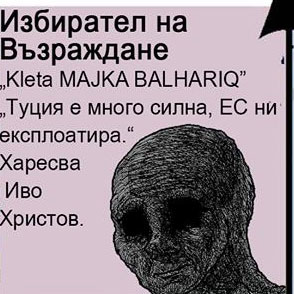 Избирател на
Възраждане
„Kleta MAJKA BALHARIQ”
„Туция е много силна, ЕС ни
експлоатира.“
Харесва
Иво
Христов.